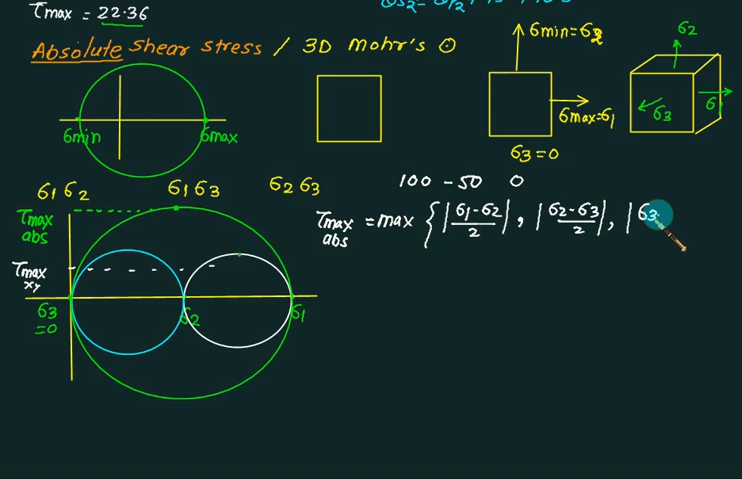 τmax = 22.36
Absolute Shear stress / 3D Mohr's ʘ
6min 6max
6min=62
6max=61
63=0
62
61
63
6162 6163 6263
100 -50 0
τmax abs
τmax xy
63 =0
62
61
τmax abs = max { |61-62/2|, |62-63/2|, |63